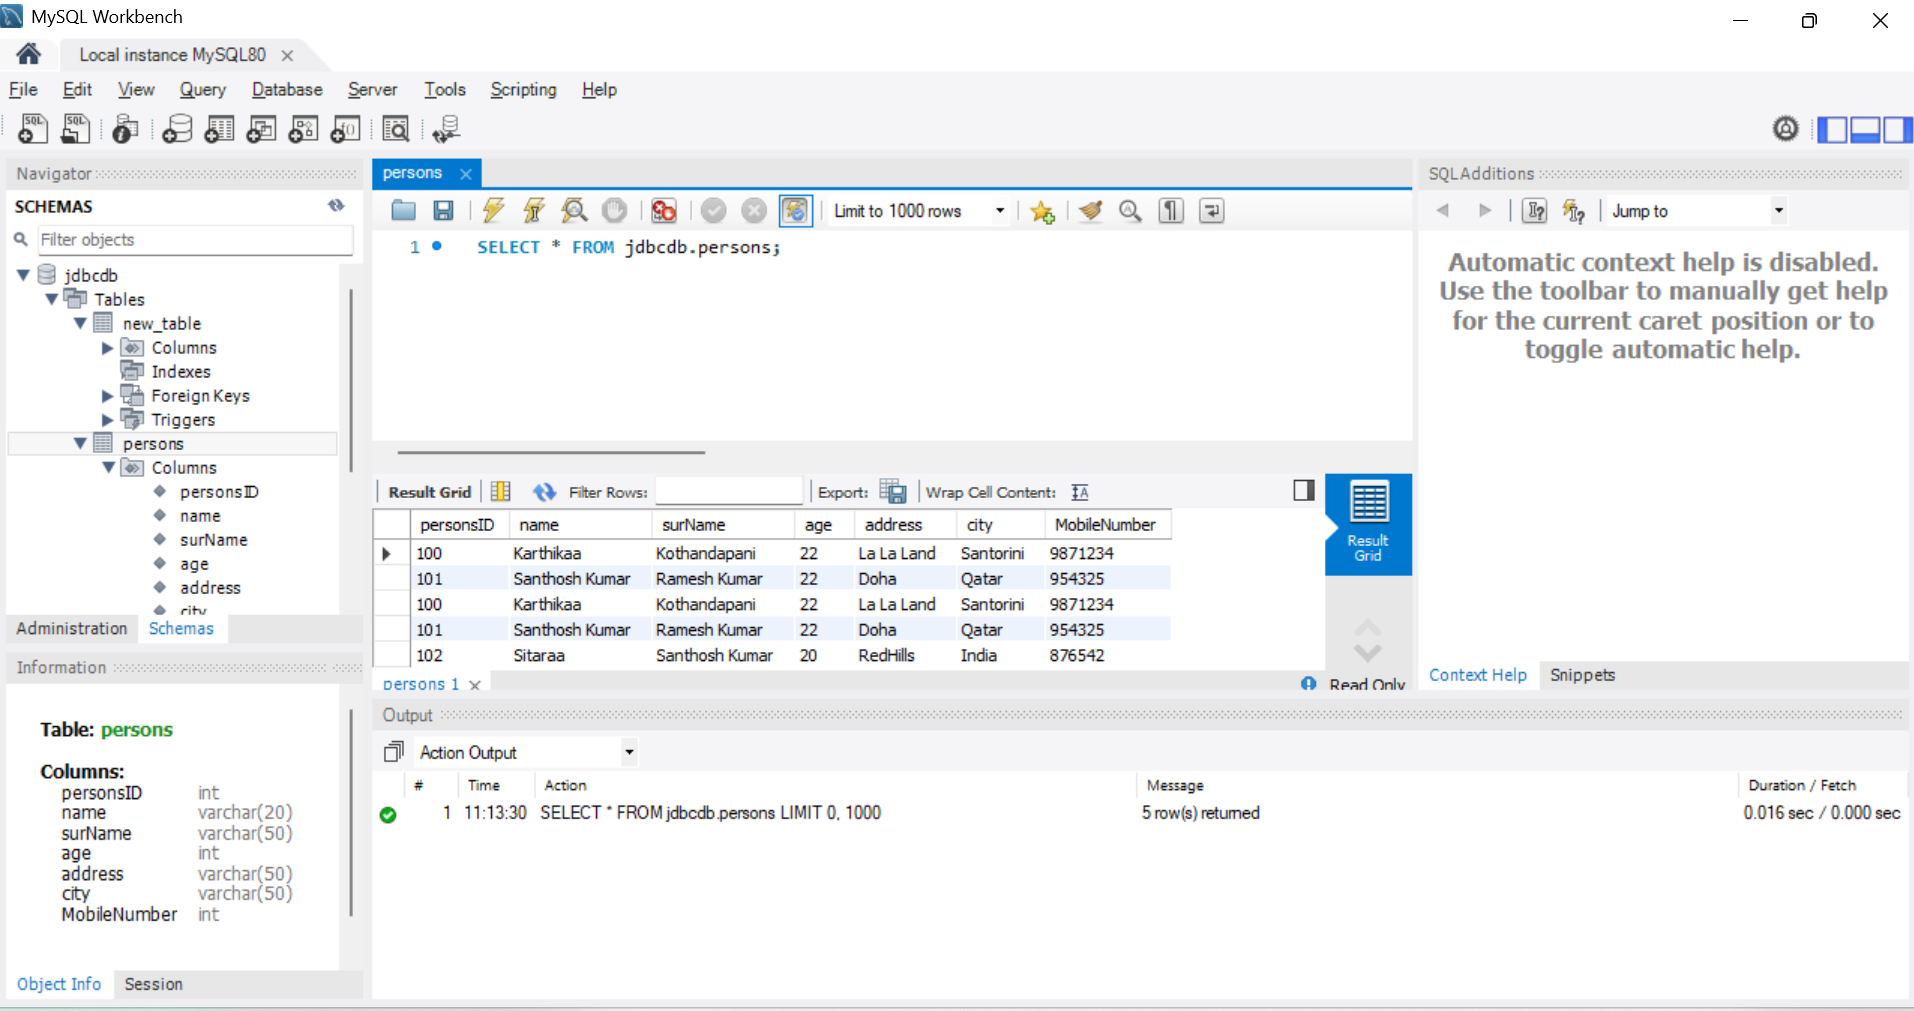 MySQL Workbench
Local instance MySQL80
File Edit View Query Database Server Tools Scripting Help
Navigator
SCHEMAS
Filter objects
jdbcdb
Tables
new_table
Columns
Indexes
Foreign Keys
Triggers
persons
Columns
personsID
name
surName
age
address
city
Administration Schemas
Information
Table: persons
Columns:
personsID int
name varchar(20)
surName varchar(50)
age int
address varchar(50)
city varchar(50)
MobileNumber int
Object Info Session
persons
Limit to 1000 rows
1 SELECT * FROM jdbcdb.persons;
Result Grid Filter Rows: Export: Wrap Cell Content:
personsID name surName age address city MobileNumber
100 Karthikaa Kothandapani 22 La La Land Santorini 9871234
101 Santhosh Kumar Ramesh Kumar 22 Doha Qatar 954325
100 Karthikaa Kothandapani 22 La La Land Santorini 9871234
101 Santhosh Kumar Ramesh Kumar 22 Doha Qatar 954325
102 Sitaraa Santhosh Kumar 20 RedHills India 876542
Result
Grid
persons 1
Read Only
SQLAdditions
Jump to
Automatic context help is disabled.
Use the toolbar to manually get help
for the current caret position or to
toggle automatic help.
Context Help Snippets
Output
Action Output
# Time Action Message Duration / Fetch
1 11:13:30 SELECT * FROM jdbcdb.persons LIMIT 0, 1000 5 row(s) returned 0.016 sec / 0.000 sec